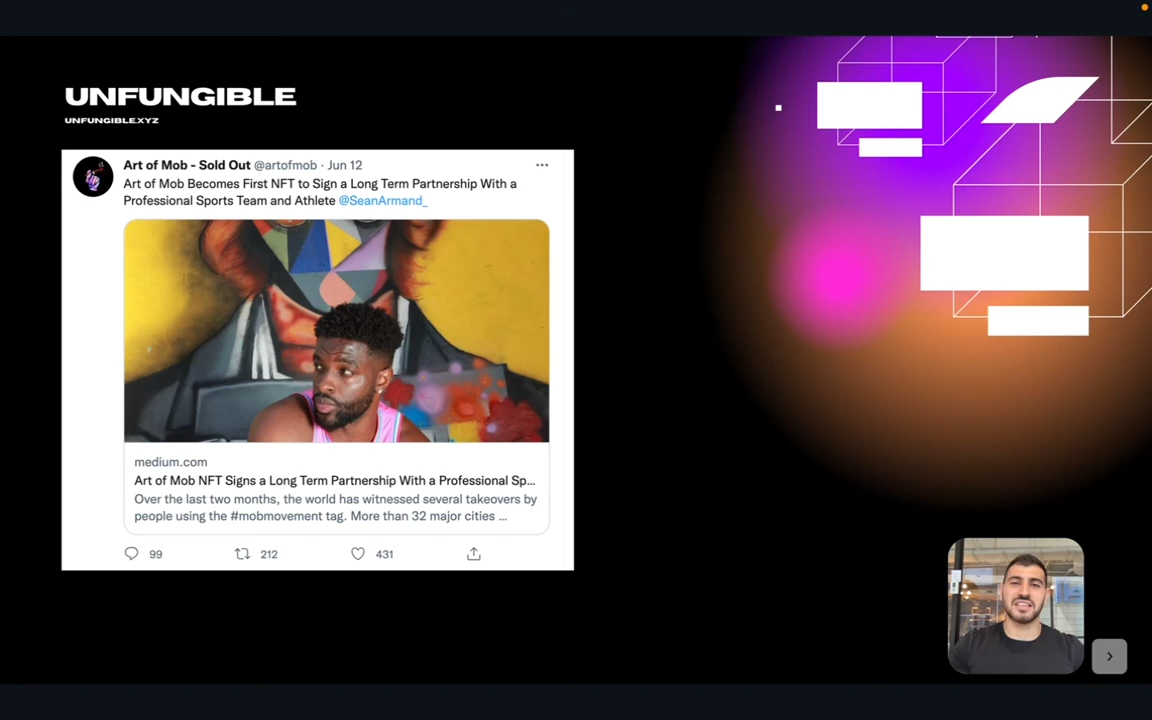 UNFUNGIBLE
UNFUNGIBLE.XYZ
Art of Mob - Sold Out @artofmob · Jun 12
Art of Mob Becomes First NFT to Sign a Long Term Partnership With a
Professional Sports Team and Athlete @SeanArmand_
medium.com
Art of Mob NFT Signs a Long Term Partnership With a Professional Sp...
Over the last two months, the world has witnessed several takeovers by
people using the #mobmovement tag. More than 32 major cities ...
99 212 431